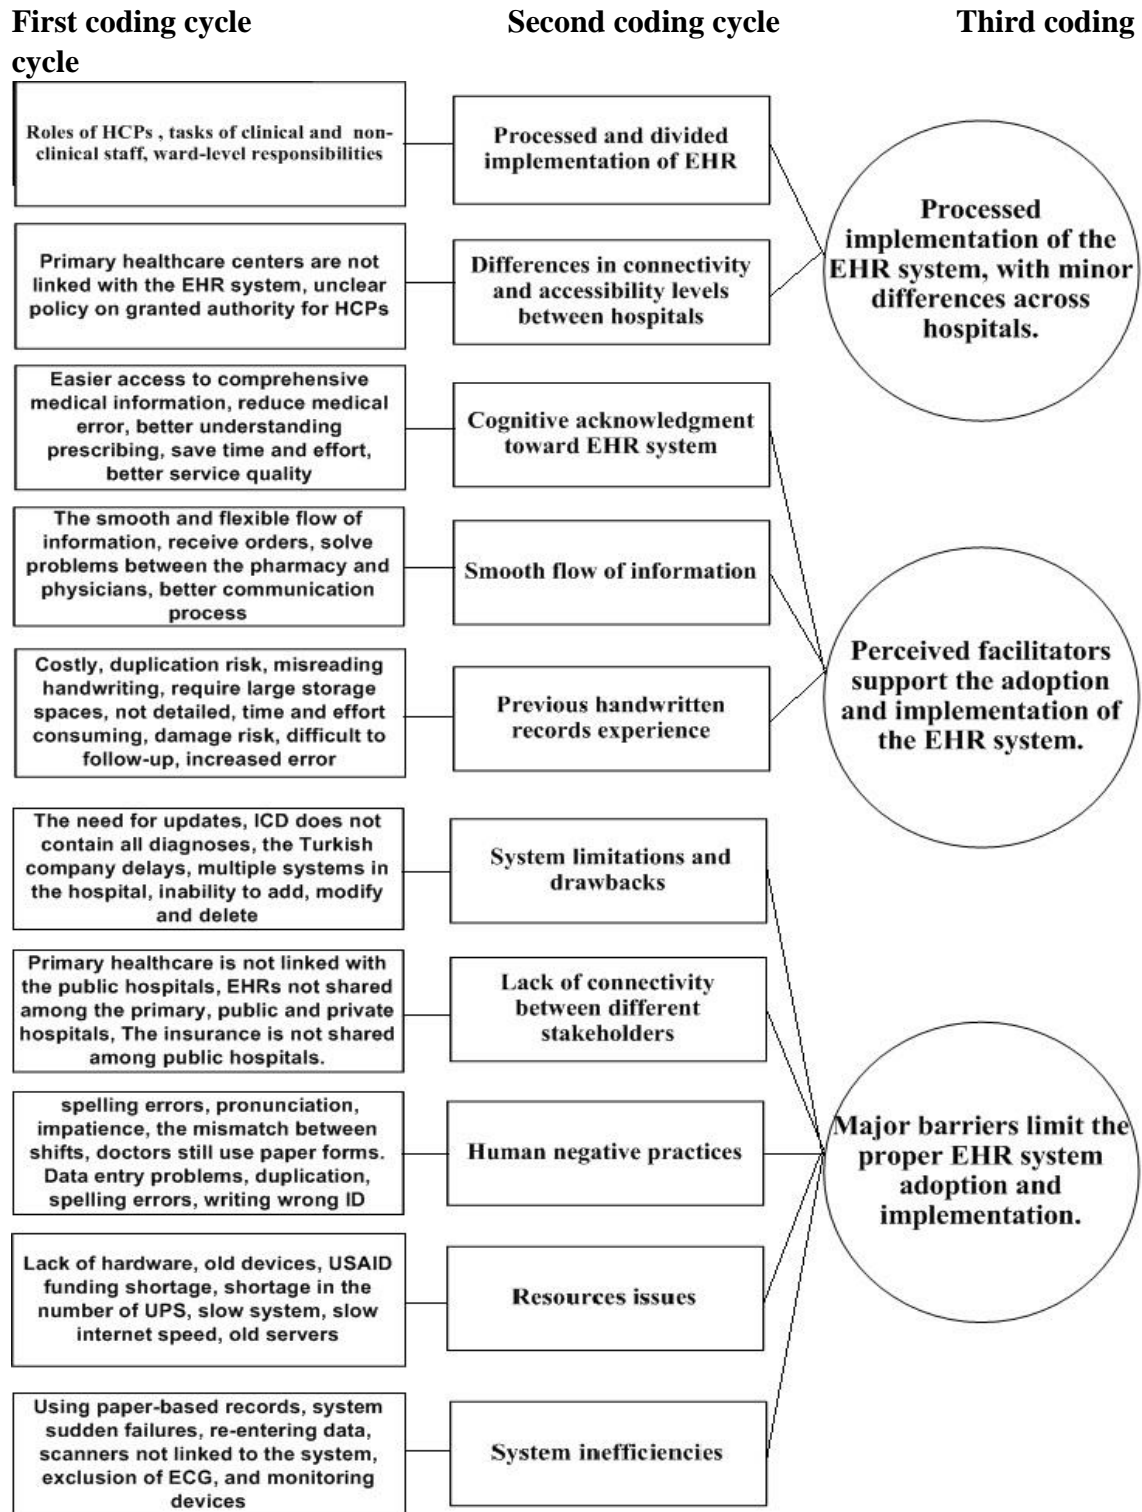 First coding cycle Second coding cycle Third coding
cycle
Roles of HCPs , tasks of clinical and non-
clinical staff, ward-level responsibilities
Processed and divided
implementation of EHR
Primary healthcare centers are not
linked with the EHR system, unclear
policy on granted authority for HCPs
Differences in connectivity
and accessibility levels
between hospitals
Processed
implementation of the
EHR system, with minor
differences across
hospitals.
Easier access to comprehensive
medical information, reduce medical
error, better understanding
prescribing, save time and effort,
better service quality
Cognitive acknowledgment
toward EHR system
The smooth and flexible flow of
information, receive orders, solve
problems between the pharmacy and
physicians, better communication
process
Smooth flow of information
Costly, duplication risk, misreading
handwriting, require large storage
spaces, not detailed, time and effort
consuming, damage risk, difficult to
follow-up, increased error
Previous handwritten
records experience
Perceived facilitators
support the adoption
and implementation of
the EHR system.
The need for updates, ICD does not
contain all diagnoses, the Turkish
company delays, multiple systems in
the hospital, inability to add, modify
and delete
System limitations and
drawbacks
Primary healthcare is not linked with
the public hospitals, EHRs not shared
among the primary, public and private
hospitals, The insurance is not shared
among public hospitals.
Lack of connectivity
between different
stakeholders
spelling errors, pronunciation,
impatience, the mismatch between
shifts, doctors still use paper forms.
Data entry problems, duplication,
spelling errors, writing wrong ID
Human negative practices
Major barriers limit the
proper EHR system
adoption and
implementation.
Lack of hardware, old devices, USAID
funding shortage, shortage in the
number of UPS, slow system, slow
internet speed, old servers
Resources issues
Using paper-based records, system
sudden failures, re-entering data,
scanners not linked to the system,
exclusion of ECG, and monitoring
devices
System inefficiencies